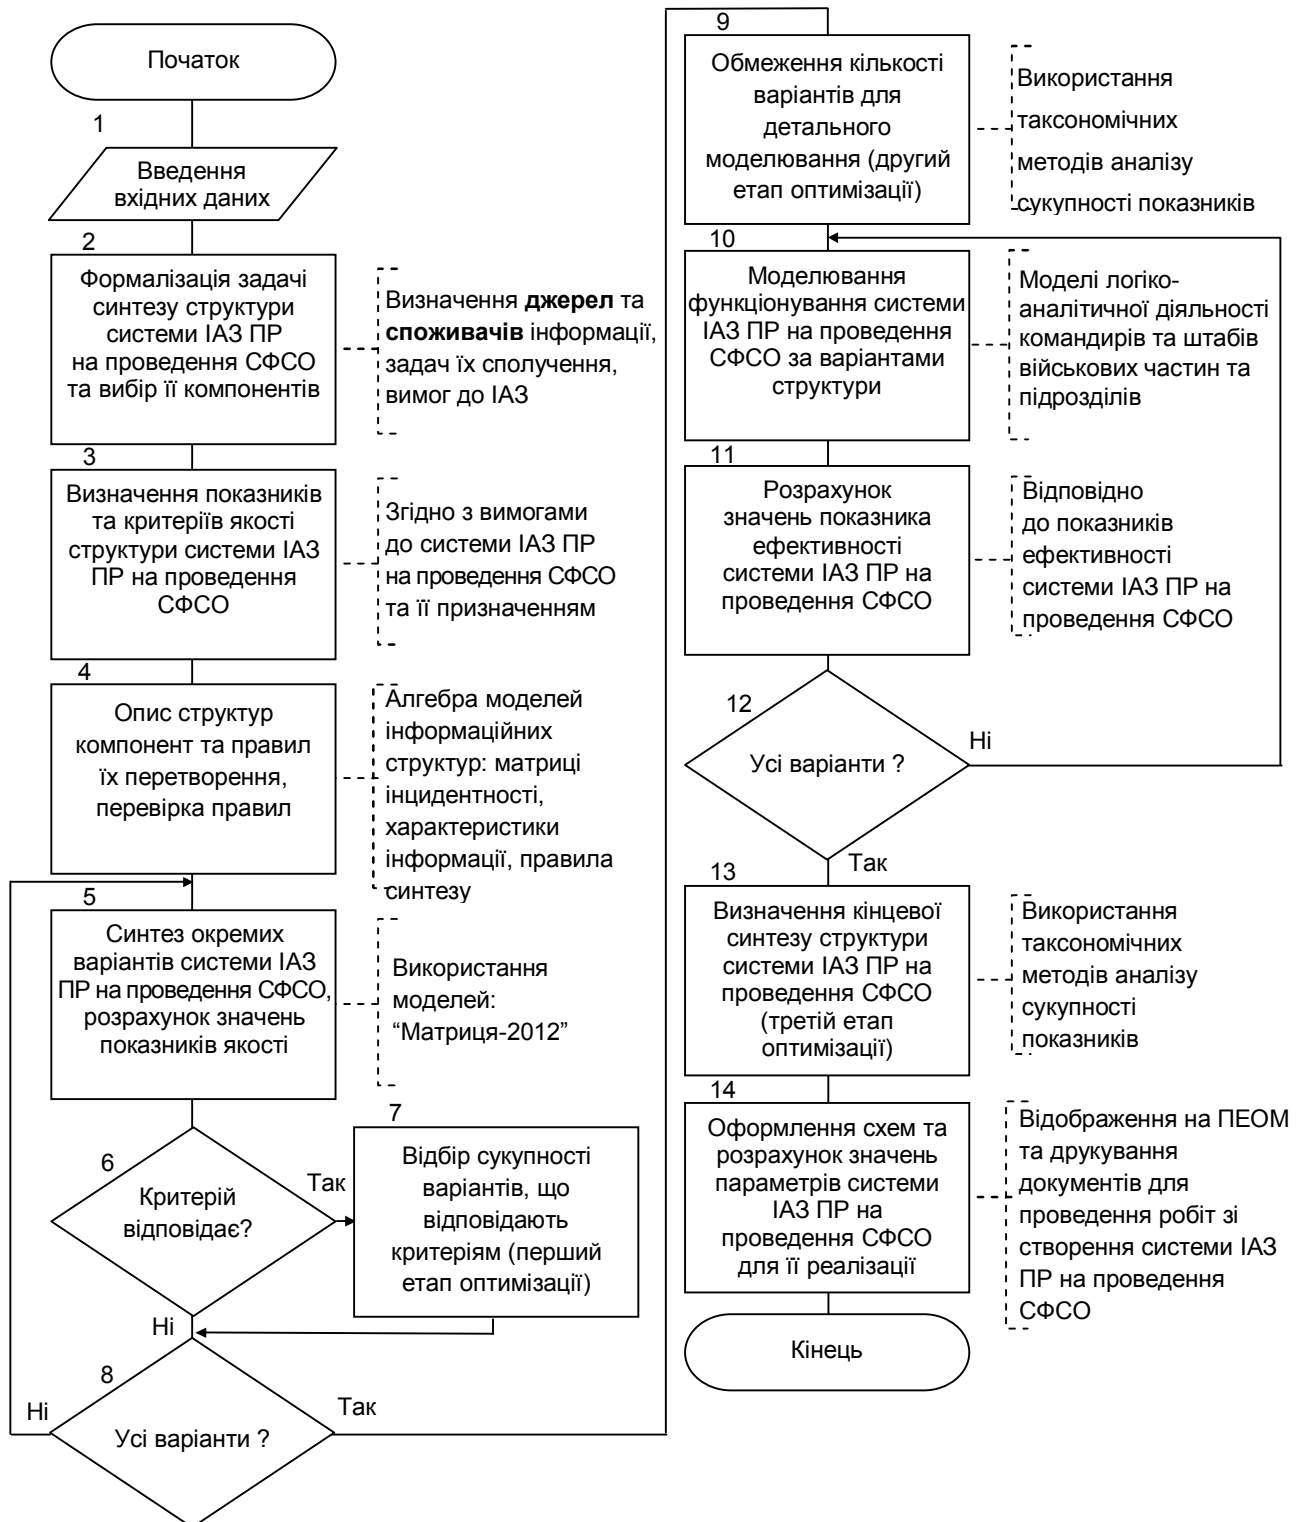 Початок
1
Введення
вхідних даних
2
Формалізація задачі
синтезу структури
системи ІАЗ ПР
на проведення СФСО
та вибір її компонентів
Визначення джерел та
споживачів інформації,
задач їх сполучення,
вимог до ІАЗ
3
Визначення показників
та критеріїв якості
структури системи ІАЗ
ПР на проведення
СФСО
Згідно з вимогами
до системи ІАЗ ПР
на проведення СФСО
та її призначенням
4
Опис структур
компонент та правил
їх перетворення,
перевірка правил
Алгебра моделей
інформаційних
структур: матриці
інцидентності,
характеристики
інформації, правила
синтезу
5
Синтез окремих
варіантів системи ІАЗ
ПР на проведення СФСО,
розрахунок значень
показників якості
Використання
моделей:
“Матриця-2012”
6
Критерій
відповідає?
Так
Ні
7
Відбір сукупності
варіантів, що
відповідають
критеріям (перший
етап оптимізації)
8
Усі варіанти ?
Ні
Так
9
Обмеження кількості
варіантів для
детального
моделювання (другий
етап оптимізації)
Використання
таксономічних
методів аналізу
сукупності показників
10
Моделювання
функціонування системи
ІАЗ ПР на проведення
СФСО за варіантами
структури
Моделі логіко-
аналітичної діяльності
командирів та штабів
військових частин та
підрозділів
11
Розрахунок
значень показника
ефективності
системи ІАЗ ПР на
проведення СФСО
Відповідно
до показників
ефективності
системи ІАЗ ПР на
проведення СФСО
12
Усі варіанти ?
Ні
Так
13
Визначення кінцевої
синтезу структури
системи ІАЗ ПР на
проведення СФСО
(третій етап
оптимізації)
Використання
таксономічних
методів аналізу
сукупності
показників
14
Оформлення схем та
розрахунок значень
параметрів системи
ІАЗ ПР на
проведення СФСО
для її реалізації
Відображення на ПЕОМ
та друкування
документів для
проведення робіт зі
створення системи ІАЗ
ПР на проведення
СФСО
Кінець